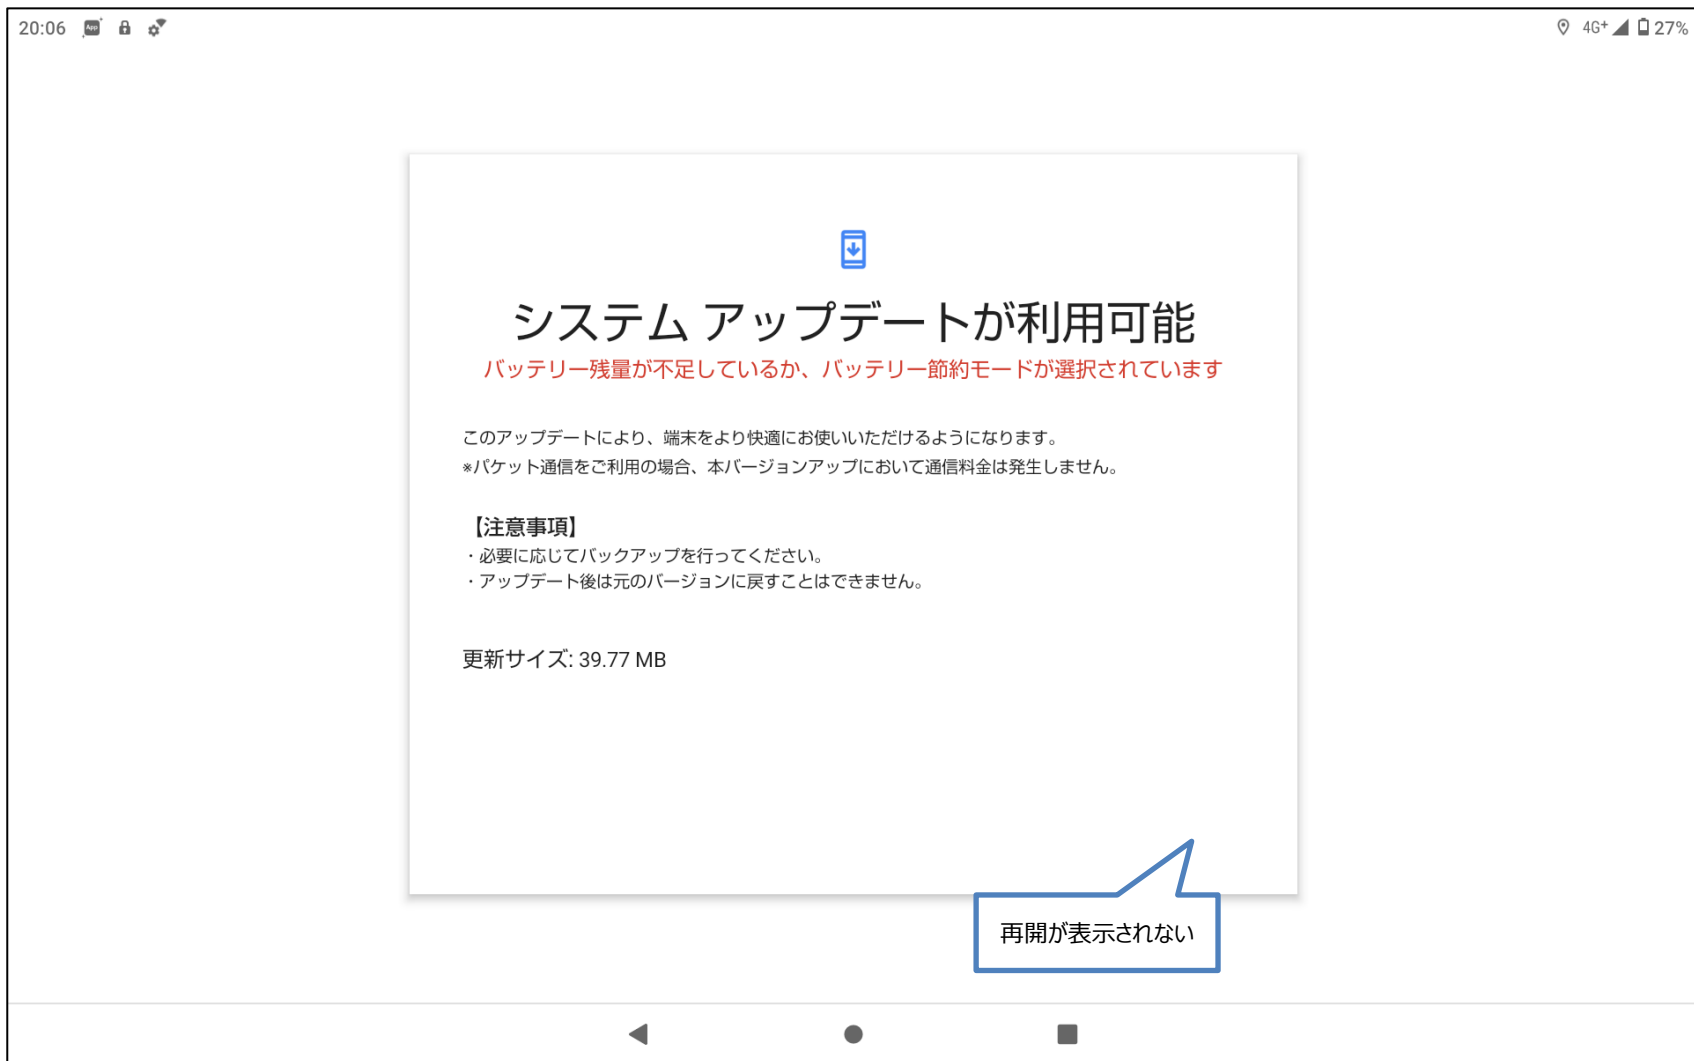 20:06
4G+ 27%
システム アップデートが利用可能
バッテリー残量が不足しているか、バッテリー節約モードが選択されています
このアップデートにより、端末をより快適にお使いいただけるようになります。
※パケット通信をご利用の場合、本バージョンアップにおいて通信料金は発生しません。
【注意事項】
・必要に応じてバックアップを行ってください。
・アップデート後は元のバージョンに戻すことはできません。
更新サイズ: 39.77 MB
再開が表示されない